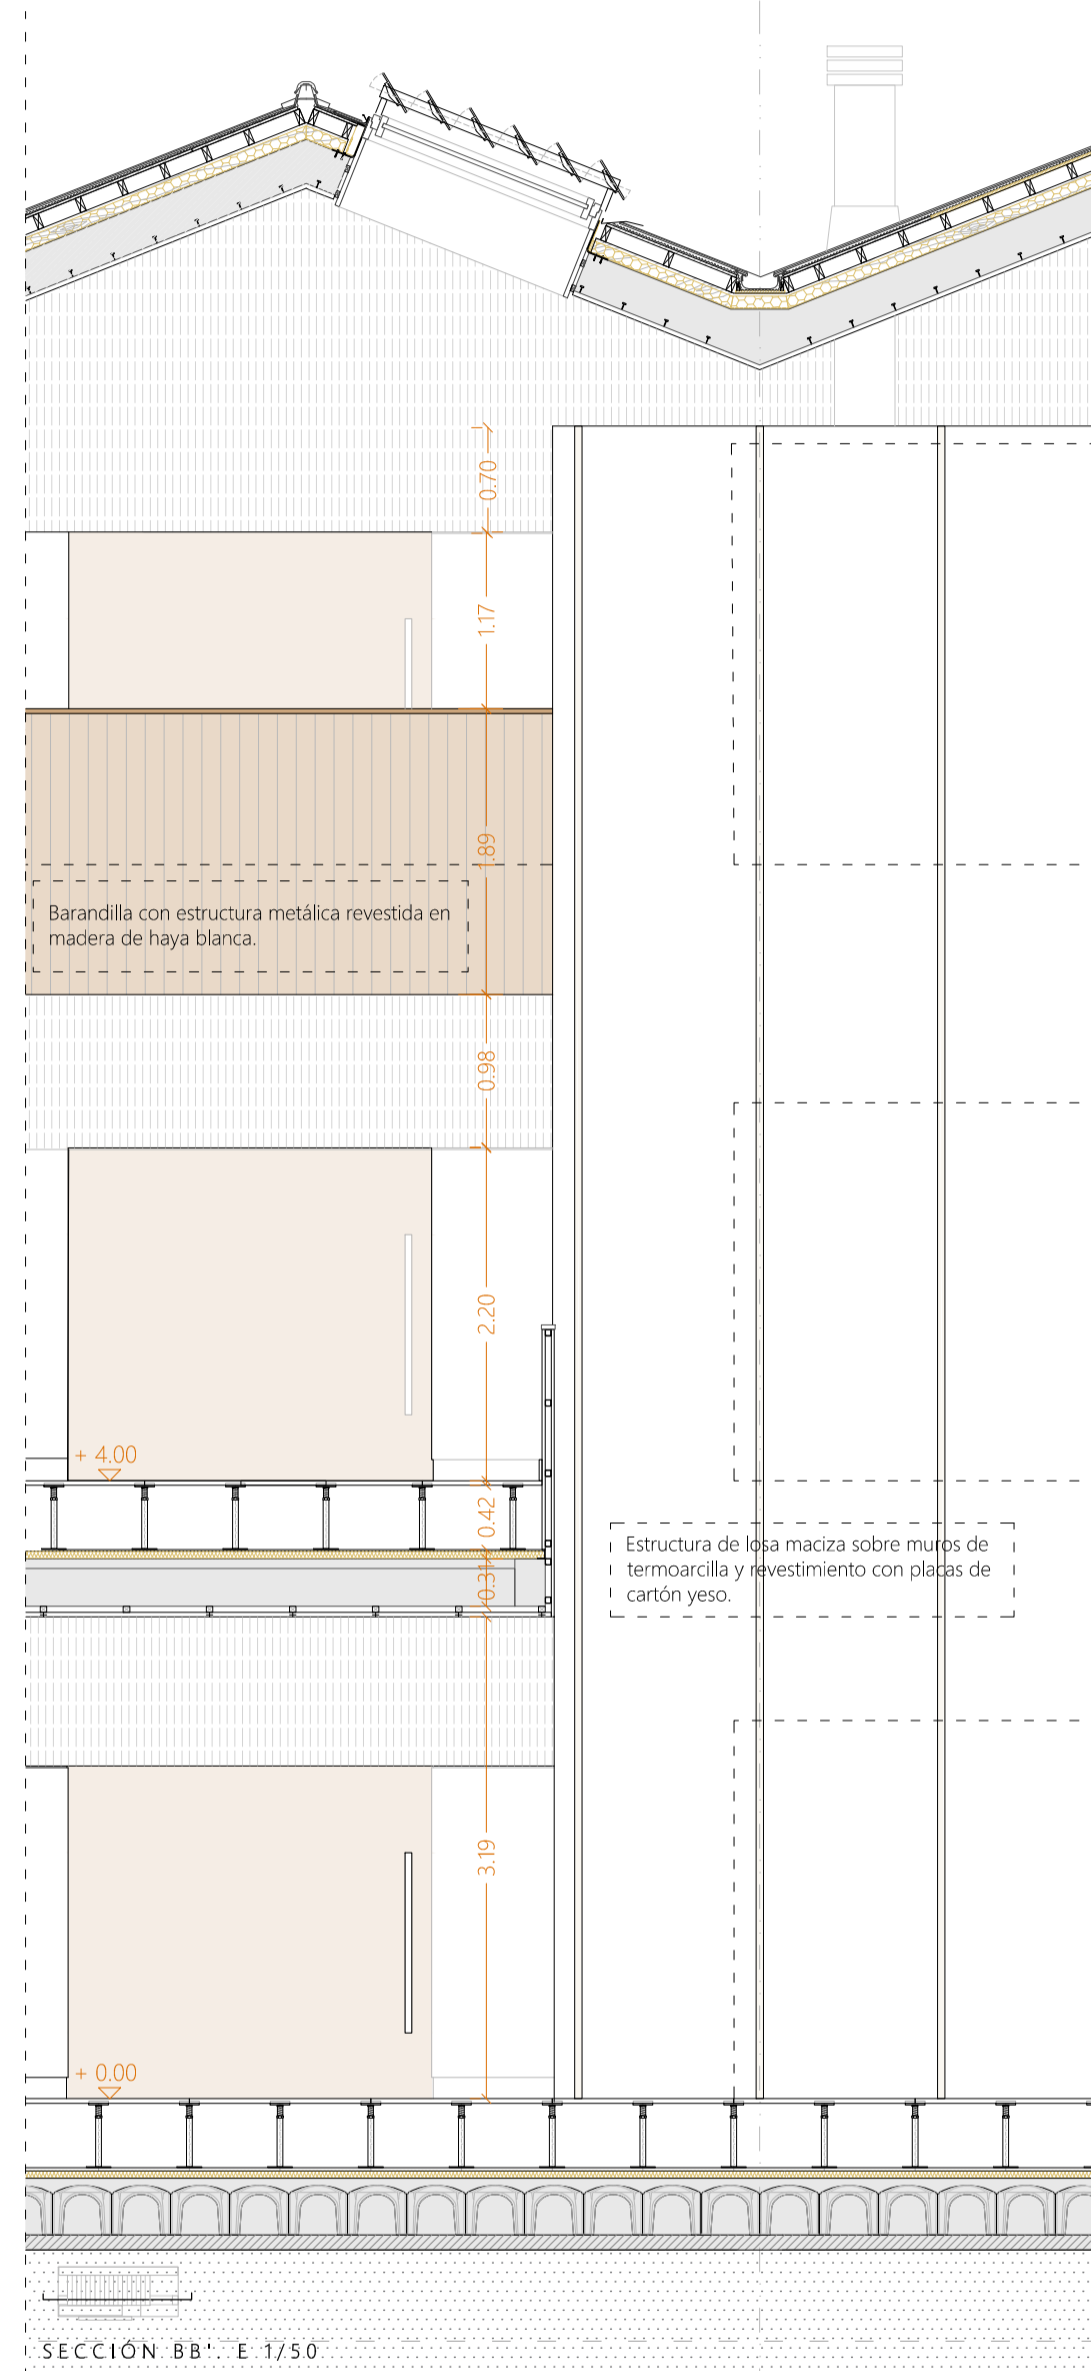 0.70
1.17
1.89
Barandilla con estructura metálica revestida en
madera de haya blanca.
0.98
2.20
+ 4.00
0.42
Estructura de losa maciza sobre muros de
termoarcilla y revestimiento con placas de
cartón yeso.
0.31
3.19
+ 0.00
SECCIÓN BB'. E 1/50